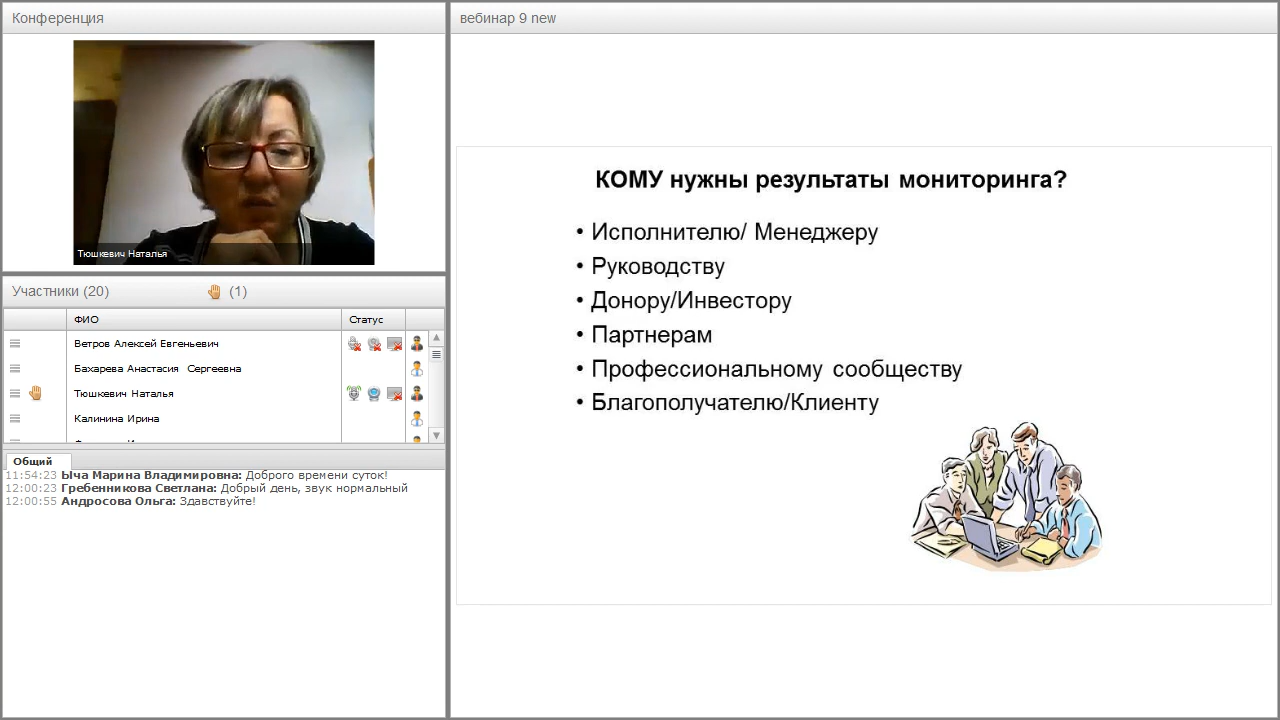 Конференция
Тюшкевич Наталья
Участники (20) (1)
ФИО Статус
Ветров Алексей Евгеньевич
Бахарева Анастасия Сергеевна
Тюшкевич Наталья
Калинина Ирина
Общий
11:54:23 Ыча Марина Владимировна: Доброго времени суток!
12:00:23 Гребенникова Светлана: Добрый день, звук нормальный
12:00:55 Андросова Ольга: Здавствуйте!
вебинар 9 new
КОМУ нужны результаты мониторинга?
• Исполнителю/ Менеджеру
• Руководству
• Донору/Инвестору
• Партнерам
• Профессиональному сообществу
• Благополучателю/Клиенту